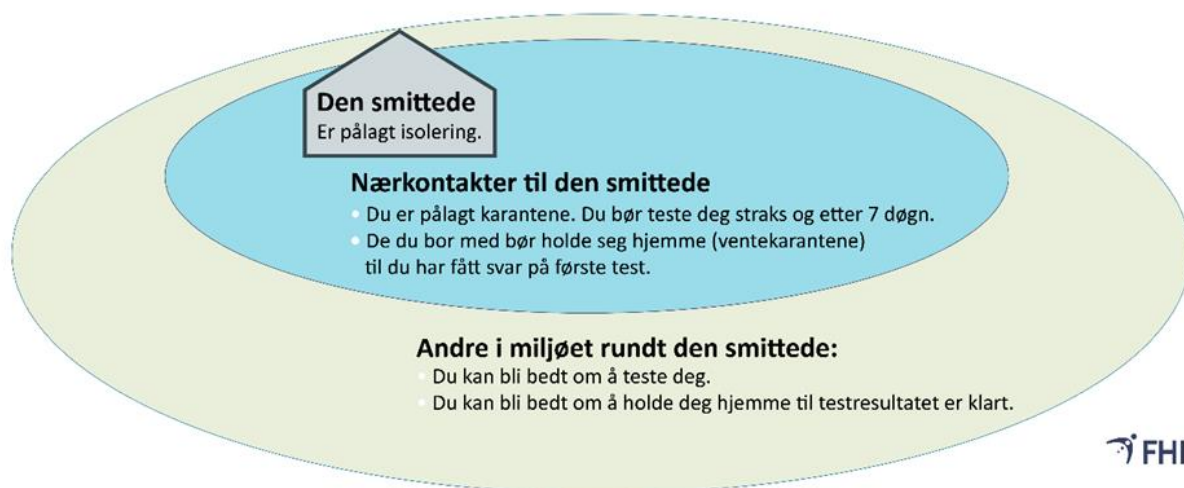 Den smittede
Er pålagt isolering.
Nærkontakter til den smittede
• Du er pålagt karantene. Du bør teste deg straks og etter 7 døgn.
• De du bor med bør holde seg hjemme (ventekarantene)
til du har fått svar på første test.
Andre i miljøet rundt den smittede:
• Du kan bli bedt om å teste deg.
• Du kan bli bedt om å holde deg hjemme til testresultatet er klart.
FHI